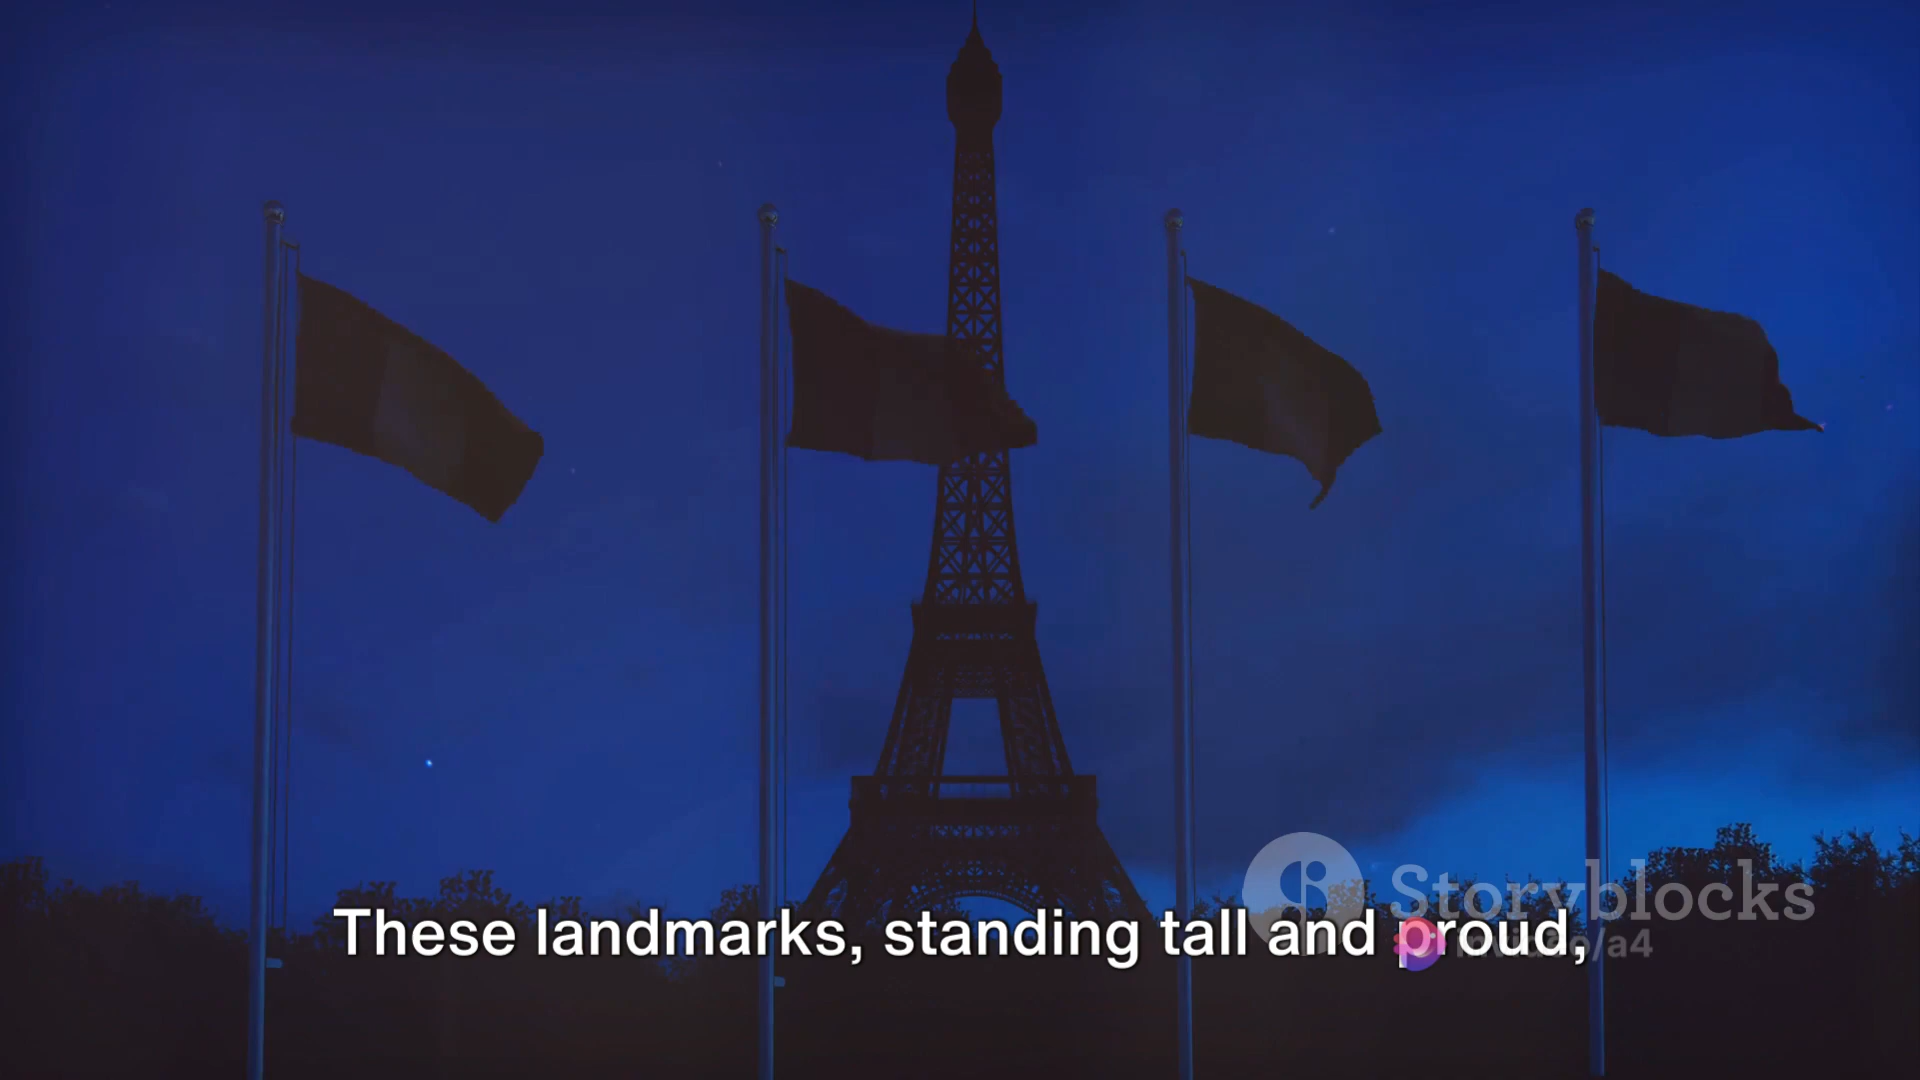 Storyblocks
These landmarks, standing tall and proud,